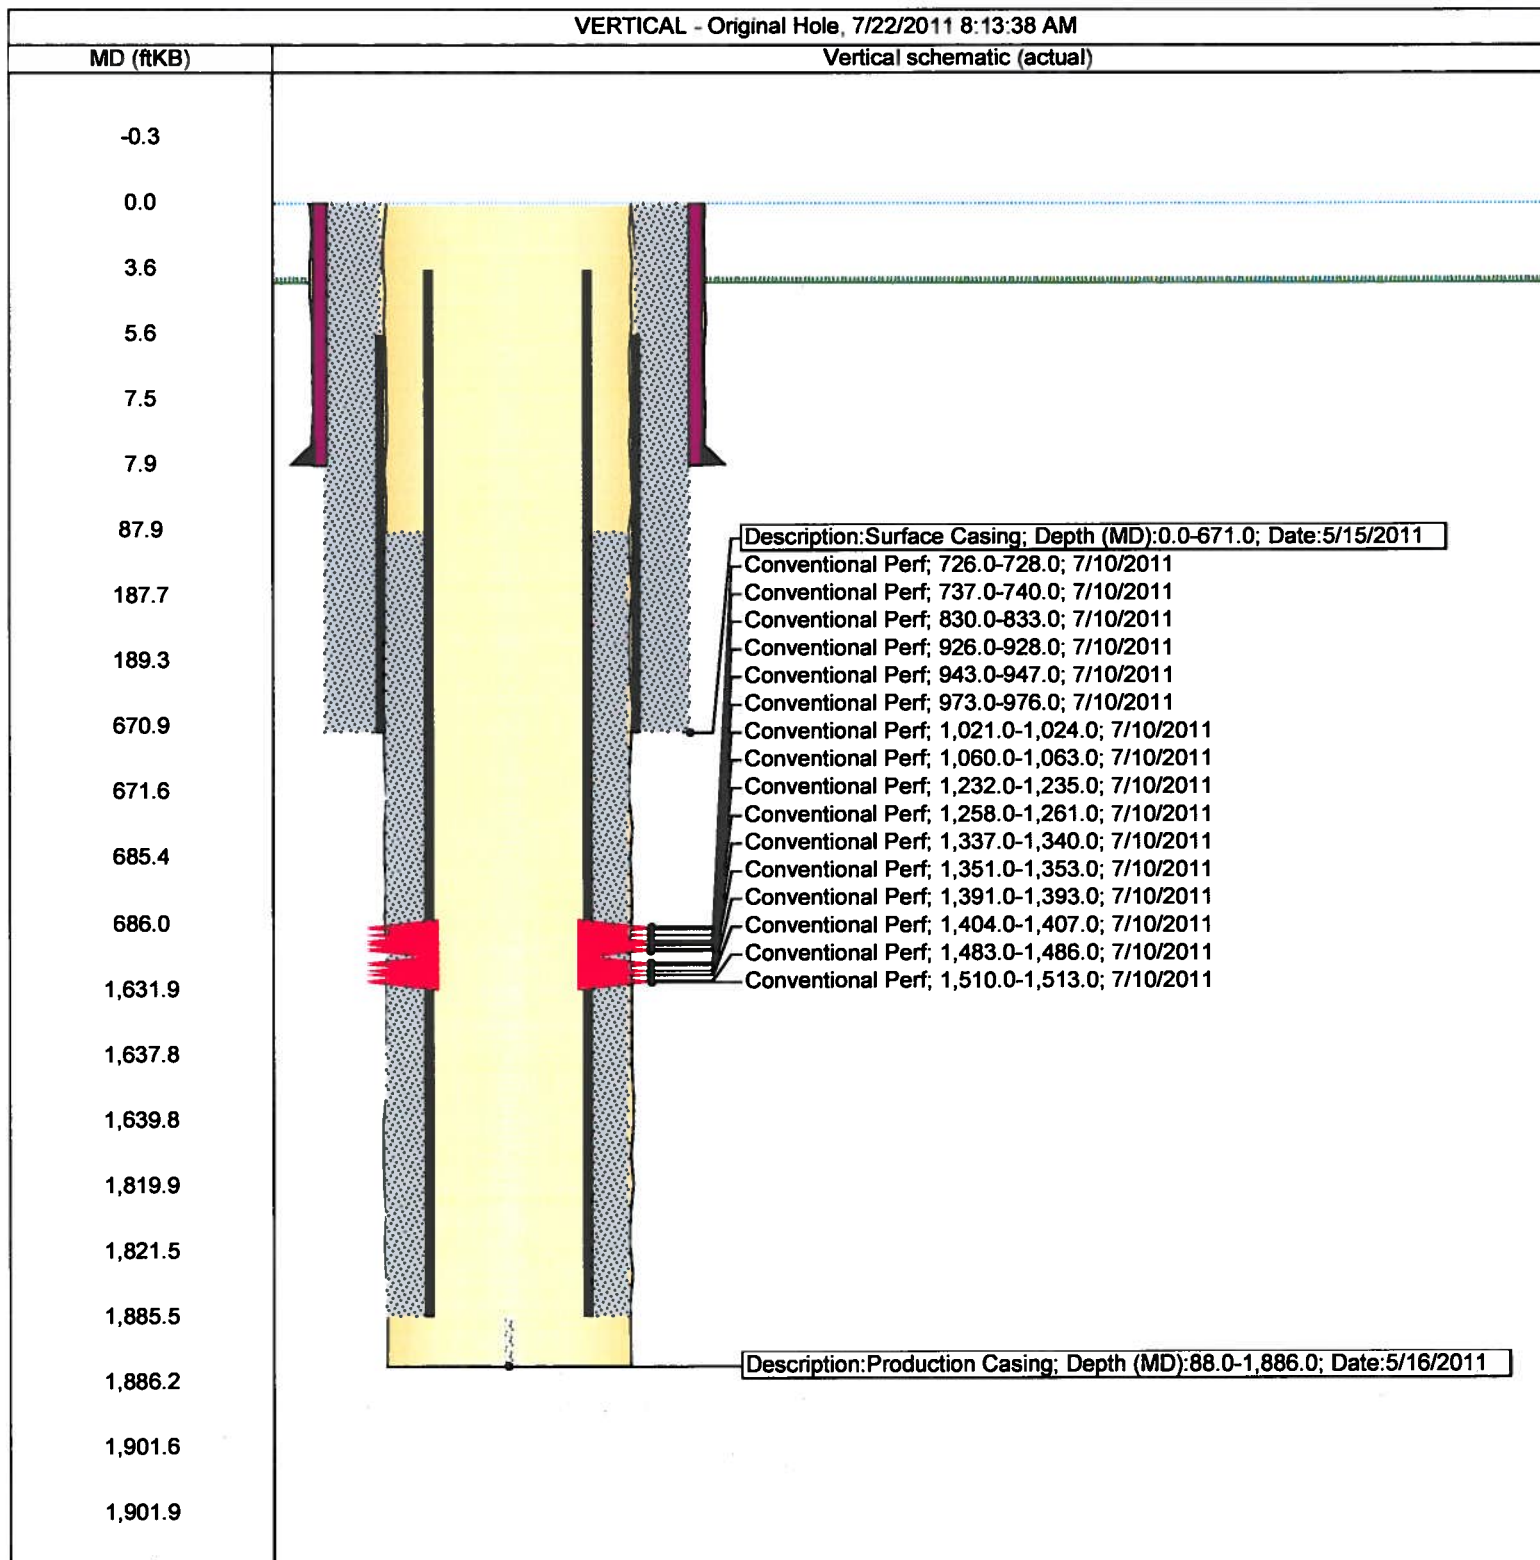 VERTICAL - Original Hole, 7/22/2011 8:13:38 AM
MD (ftKB)
Vertical schematic (actual)
-0.3
0.0
3.6
5.6
7.5
7.9
87.9
187.7
189.3
670.9
671.6
685.4
686.0
1,631.9
1,637.8
1,639.8
1,819.9
1,821.5
1,885.5
1,886.2
1,901.6
1,901.9
Description:Surface Casing; Depth (MD):0.0-671.0; Date:5/15/2011
Conventional Perf; 726.0-728.0; 7/10/2011
Conventional Perf; 737.0-740.0; 7/10/2011
Conventional Perf; 830.0-833.0; 7/10/2011
Conventional Perf; 926.0-928.0; 7/10/2011
Conventional Perf; 943.0-947.0; 7/10/2011
Conventional Perf; 973.0-976.0; 7/10/2011
Conventional Perf; 1,021.0-1,024.0; 7/10/2011
Conventional Perf; 1,060.0-1,063.0; 7/10/2011
Conventional Perf; 1,232.0-1,235.0; 7/10/2011
Conventional Perf; 1,258.0-1,261.0; 7/10/2011
Conventional Perf; 1,337.0-1,340.0; 7/10/2011
Conventional Perf; 1,351.0-1,353.0; 7/10/2011
Conventional Perf; 1,391.0-1,393.0; 7/10/2011
Conventional Perf; 1,404.0-1,407.0; 7/10/2011
Conventional Perf; 1,483.0-1,486.0; 7/10/2011
Conventional Perf; 1,510.0-1,513.0; 7/10/2011
Description:Production Casing; Depth (MD):88.0-1,886.0; Date:5/16/2011